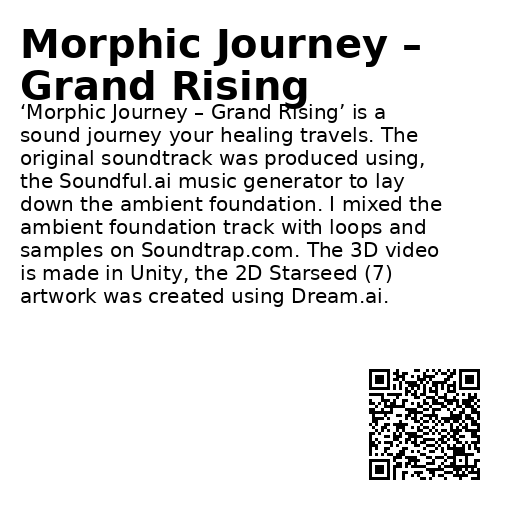 Morphic Journey –
Grand Rising
‘Morphic Journey – Grand Rising’ is a
sound journey your healing travels. The
original soundtrack was produced using,
the Soundful.ai music generator to lay
down the ambient foundation. I mixed the
ambient foundation track with loops and
samples on Soundtrap.com. The 3D video
is made in Unity, the 2D Starseed (7)
artwork was created using Dream.ai.